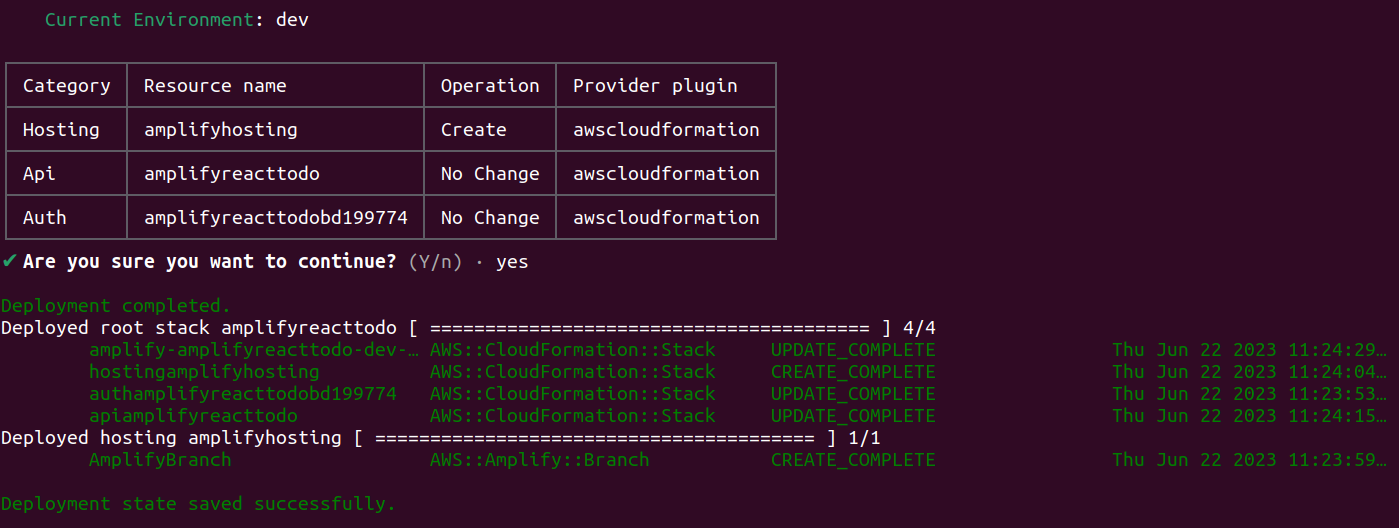 Current Environment: dev
Category Resource name Operation Provider plugin
Hosting amplifyhosting Create awscloudformation
Api amplifyreacttodo No Change awscloudformation
Auth amplifyreacttodobd199774 No Change awscloudformation
✔ Are you sure you want to continue? (Y/n) · yes
Deployment completed.
Deployed root stack amplifyreacttodo [ ======================================== ] 4/4
amplify-amplifyreacttodo-dev-… AWS::CloudFormation::Stack UPDATE_COMPLETE Thu Jun 22 2023 11:24:29…
hostingamplifyhosting AWS::CloudFormation::Stack CREATE_COMPLETE Thu Jun 22 2023 11:24:04…
authamplifyreacttodobd199774 AWS::CloudFormation::Stack UPDATE_COMPLETE Thu Jun 22 2023 11:23:53…
apiamplifyreacttodo AWS::CloudFormation::Stack UPDATE_COMPLETE Thu Jun 22 2023 11:24:15…
Deployed hosting amplifyhosting [ ======================================== ] 1/1
AmplifyBranch AWS::Amplify::Branch CREATE_COMPLETE Thu Jun 22 2023 11:23:59…
Deployment state saved successfully.